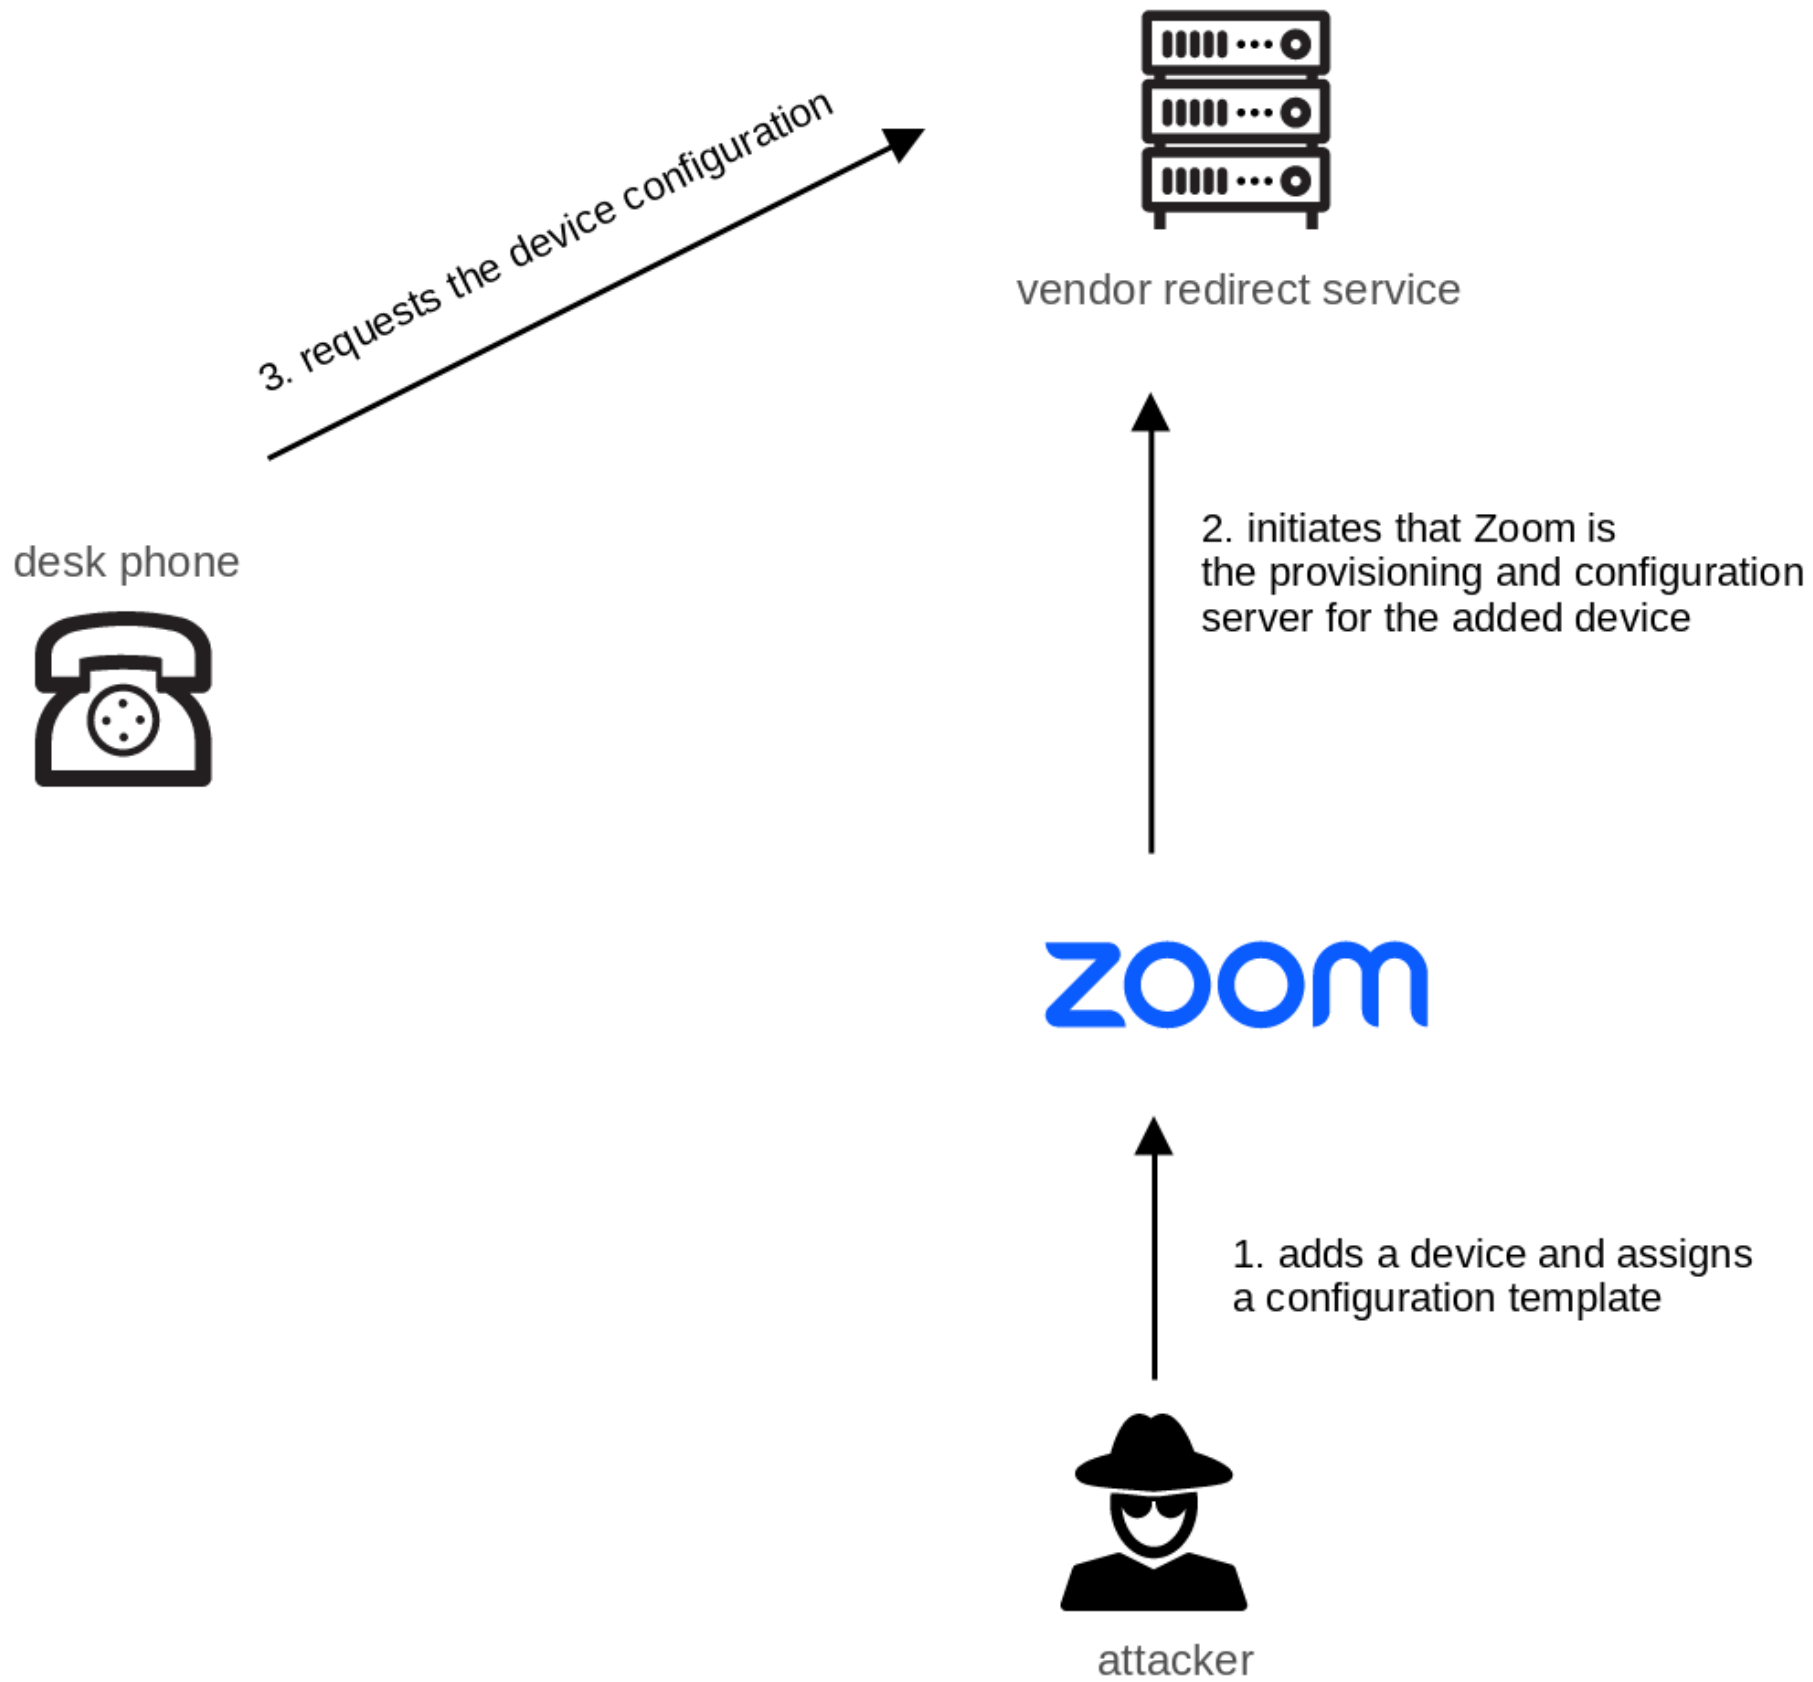 3. requests the device configuration
vendor redirect service
desk phone
2. initiates that Zoom is
the provisioning and configuration
server for the added device
zoom
1. adds a device and assigns
a configuration template
attacker